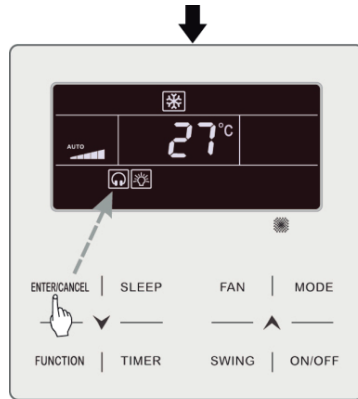 AUTO
27°C
ENTER/CANCEL SLEEP FAN MODE
FUNCTION TIMER SWING ON/OFF